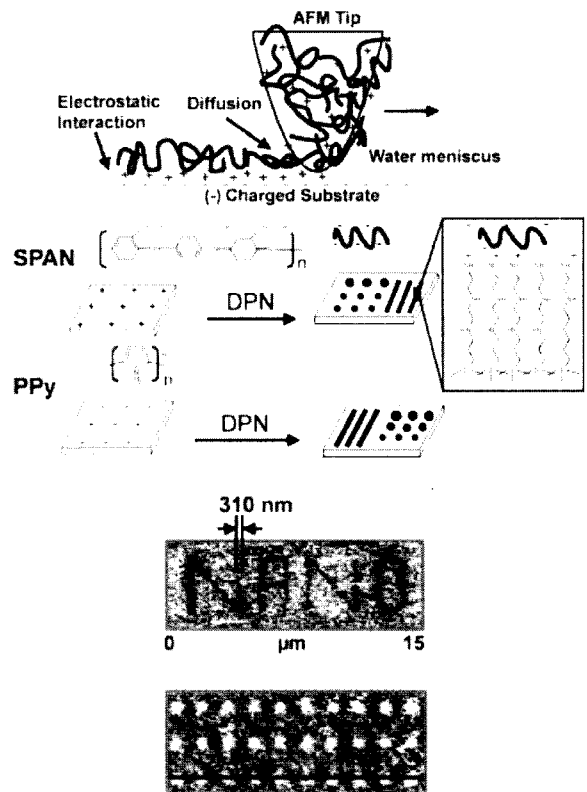 AFM Tip
Electrostatic
Interaction
Diffusion
Water meniscus
(-) Charged Substrate
SPAN
n
DPN
PPy
n
DPN
310 nm
0 µm 15